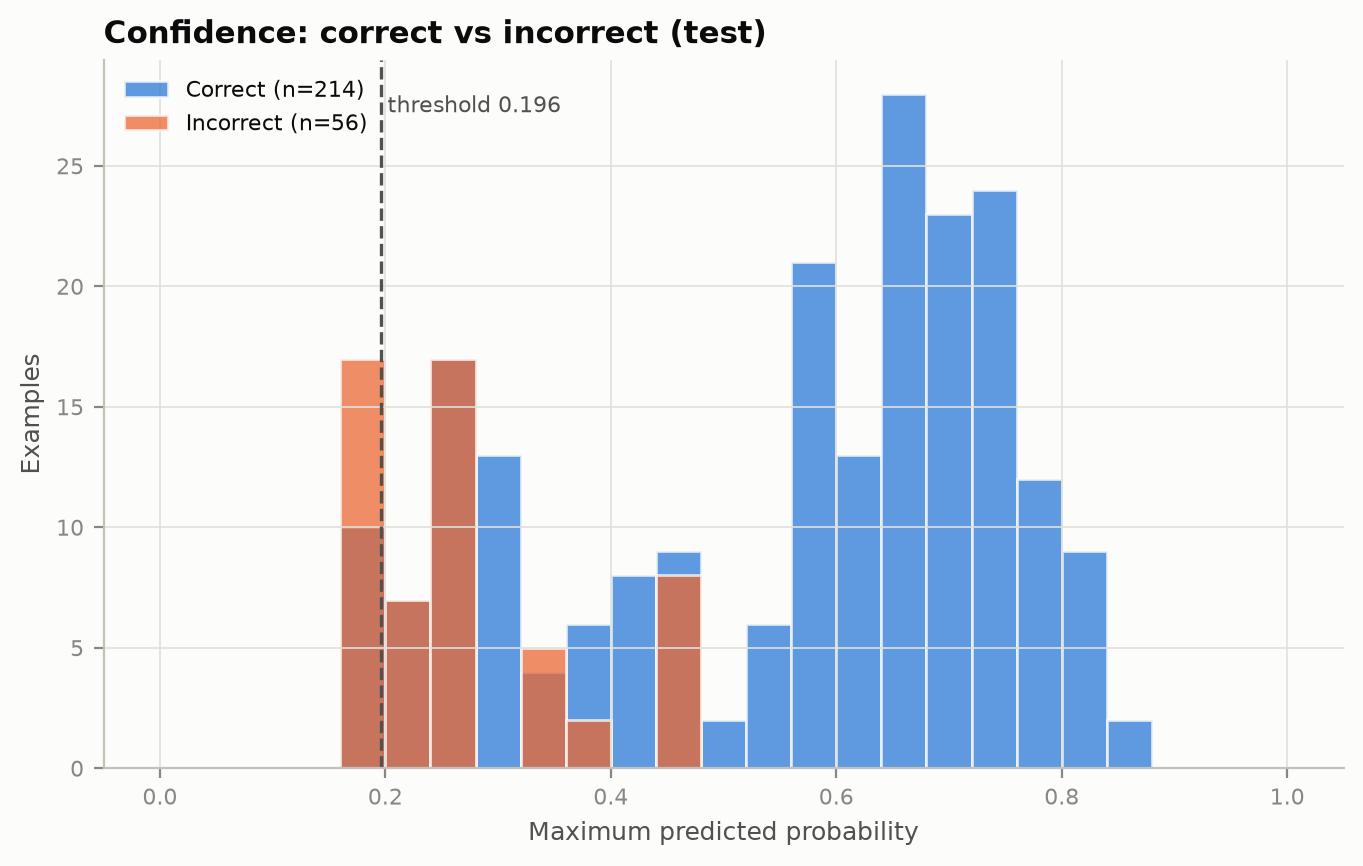 Confidence: correct vs incorrect (test)
Correct (n=214)
Incorrect (n=56)
threshold 0.196
25
20
15
10
5
0
Examples
0.0 0.2 0.4 0.6 0.8 1.0
Maximum predicted probability